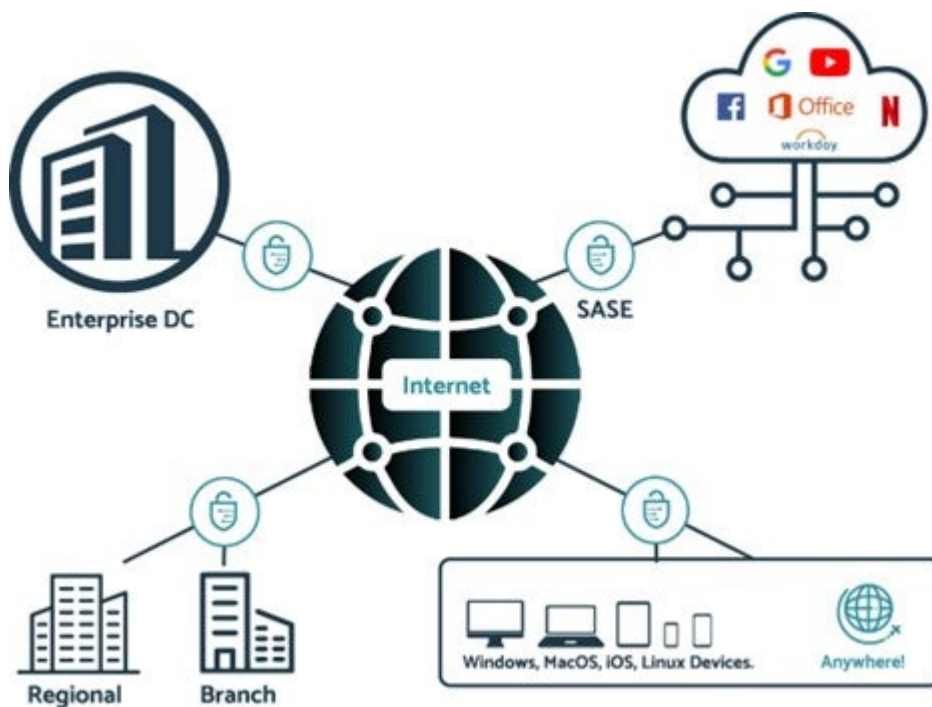 G
f
Office
N
workday.
Enterprise DC
SASE
Internet
Regional
Branch
Windows, MacOS, iOS, Linux Devices.
Anywhere!